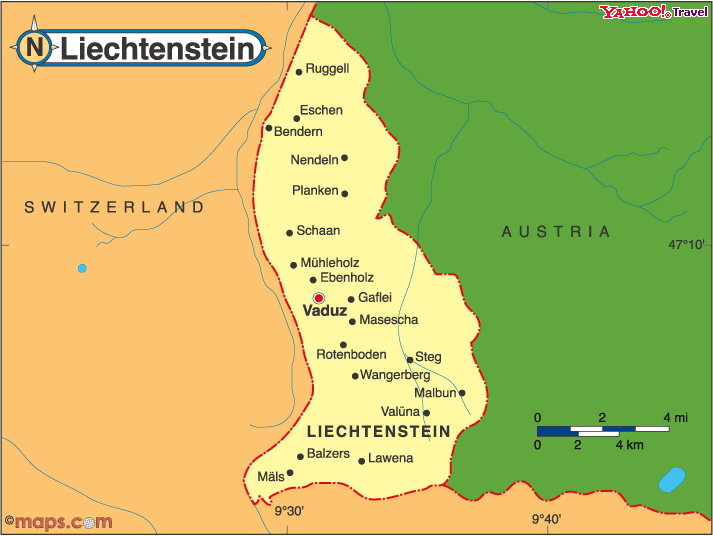 YAHOO! Travel
N Liechtenstein
Ruggell
Eschen
Bendern
Nendeln
Planken
SWITZERLAND
Schaan
AUSTRIA
47°10'
Mühleholz
Ebenholz
Gaflei
Vaduz
Masescha
Rotenboden
Steg
Wangerberg
Malbun
Valüna
0 2 4 mi
LIECHTENSTEIN
0 2 4 km
Balzers
Lawena
Mäls
9°30'
9°40'
©maps.com